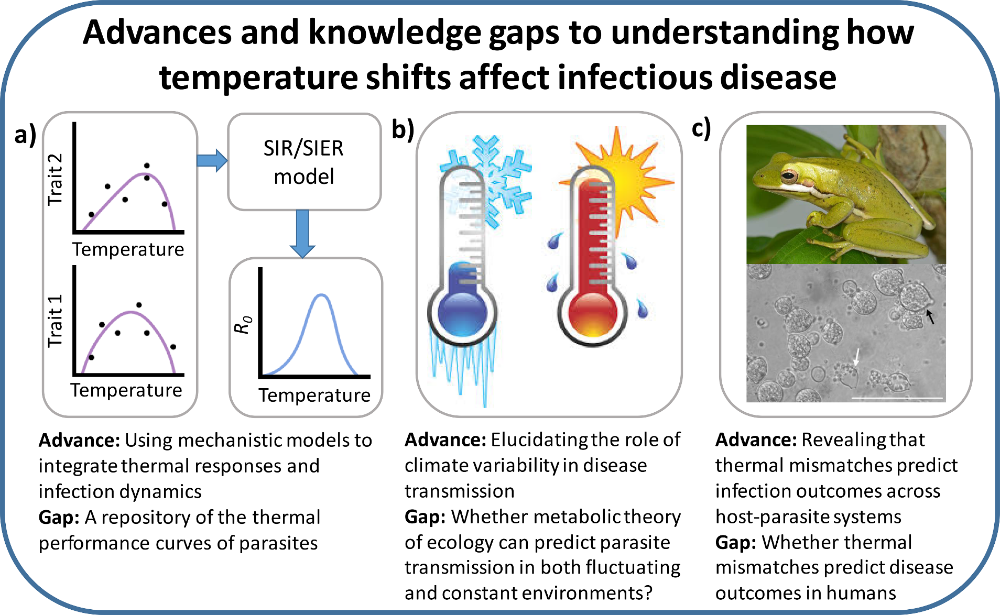 Advances and knowledge gaps to understanding how
temperature shifts affect infectious disease
a)
Trait 2
Temperature
Trait 1
Temperature
SIR/SIER
model
R0
Temperature
Advance: Using mechanistic models to
integrate thermal responses and
infection dynamics
Gap: A repository of the thermal
performance curves of parasites
b)
Advance: Elucidating the role of
climate variability in disease
transmission
Gap: Whether metabolic theory
of ecology can predict parasite
transmission in both fluctuating
and constant environments?
c)
Advance: Revealing that
thermal mismatches predict
infection outcomes across
host-parasite systems
Gap: Whether thermal
mismatches predict disease
outcomes in humans